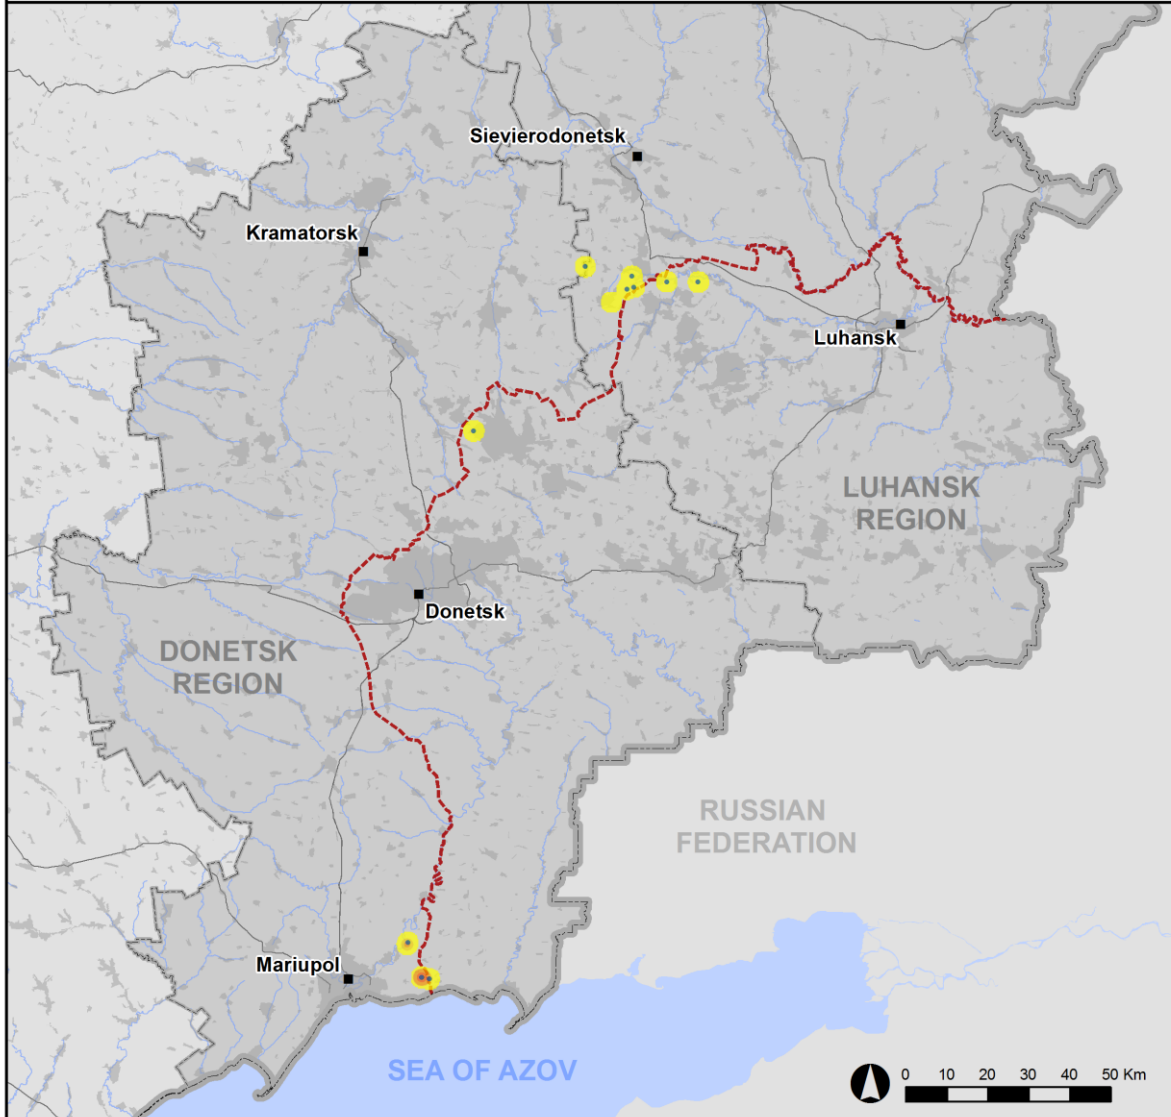 Sievierodonetsk
Kramatorsk
Luhansk
LUHANSK
REGION
Donetsk
DONETSK
REGION
RUSSIAN
FEDERATION
Mariupol
SEA OF AZOV
0 10 20 30 40 50 Km